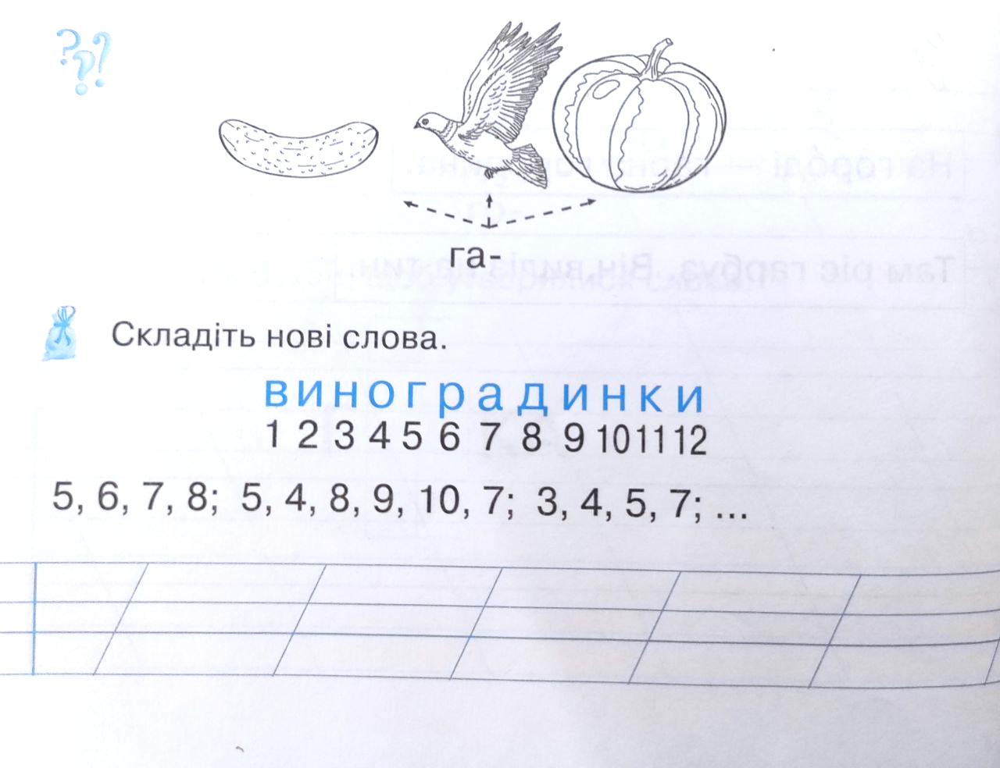 ???
га-
Складіть нові слова.
виноградинки
1 2 3 4 5 6 7 8 9 10 11 12
5, 6, 7, 8; 5, 4, 8, 9, 10, 7; 3, 4, 5, 7; ...